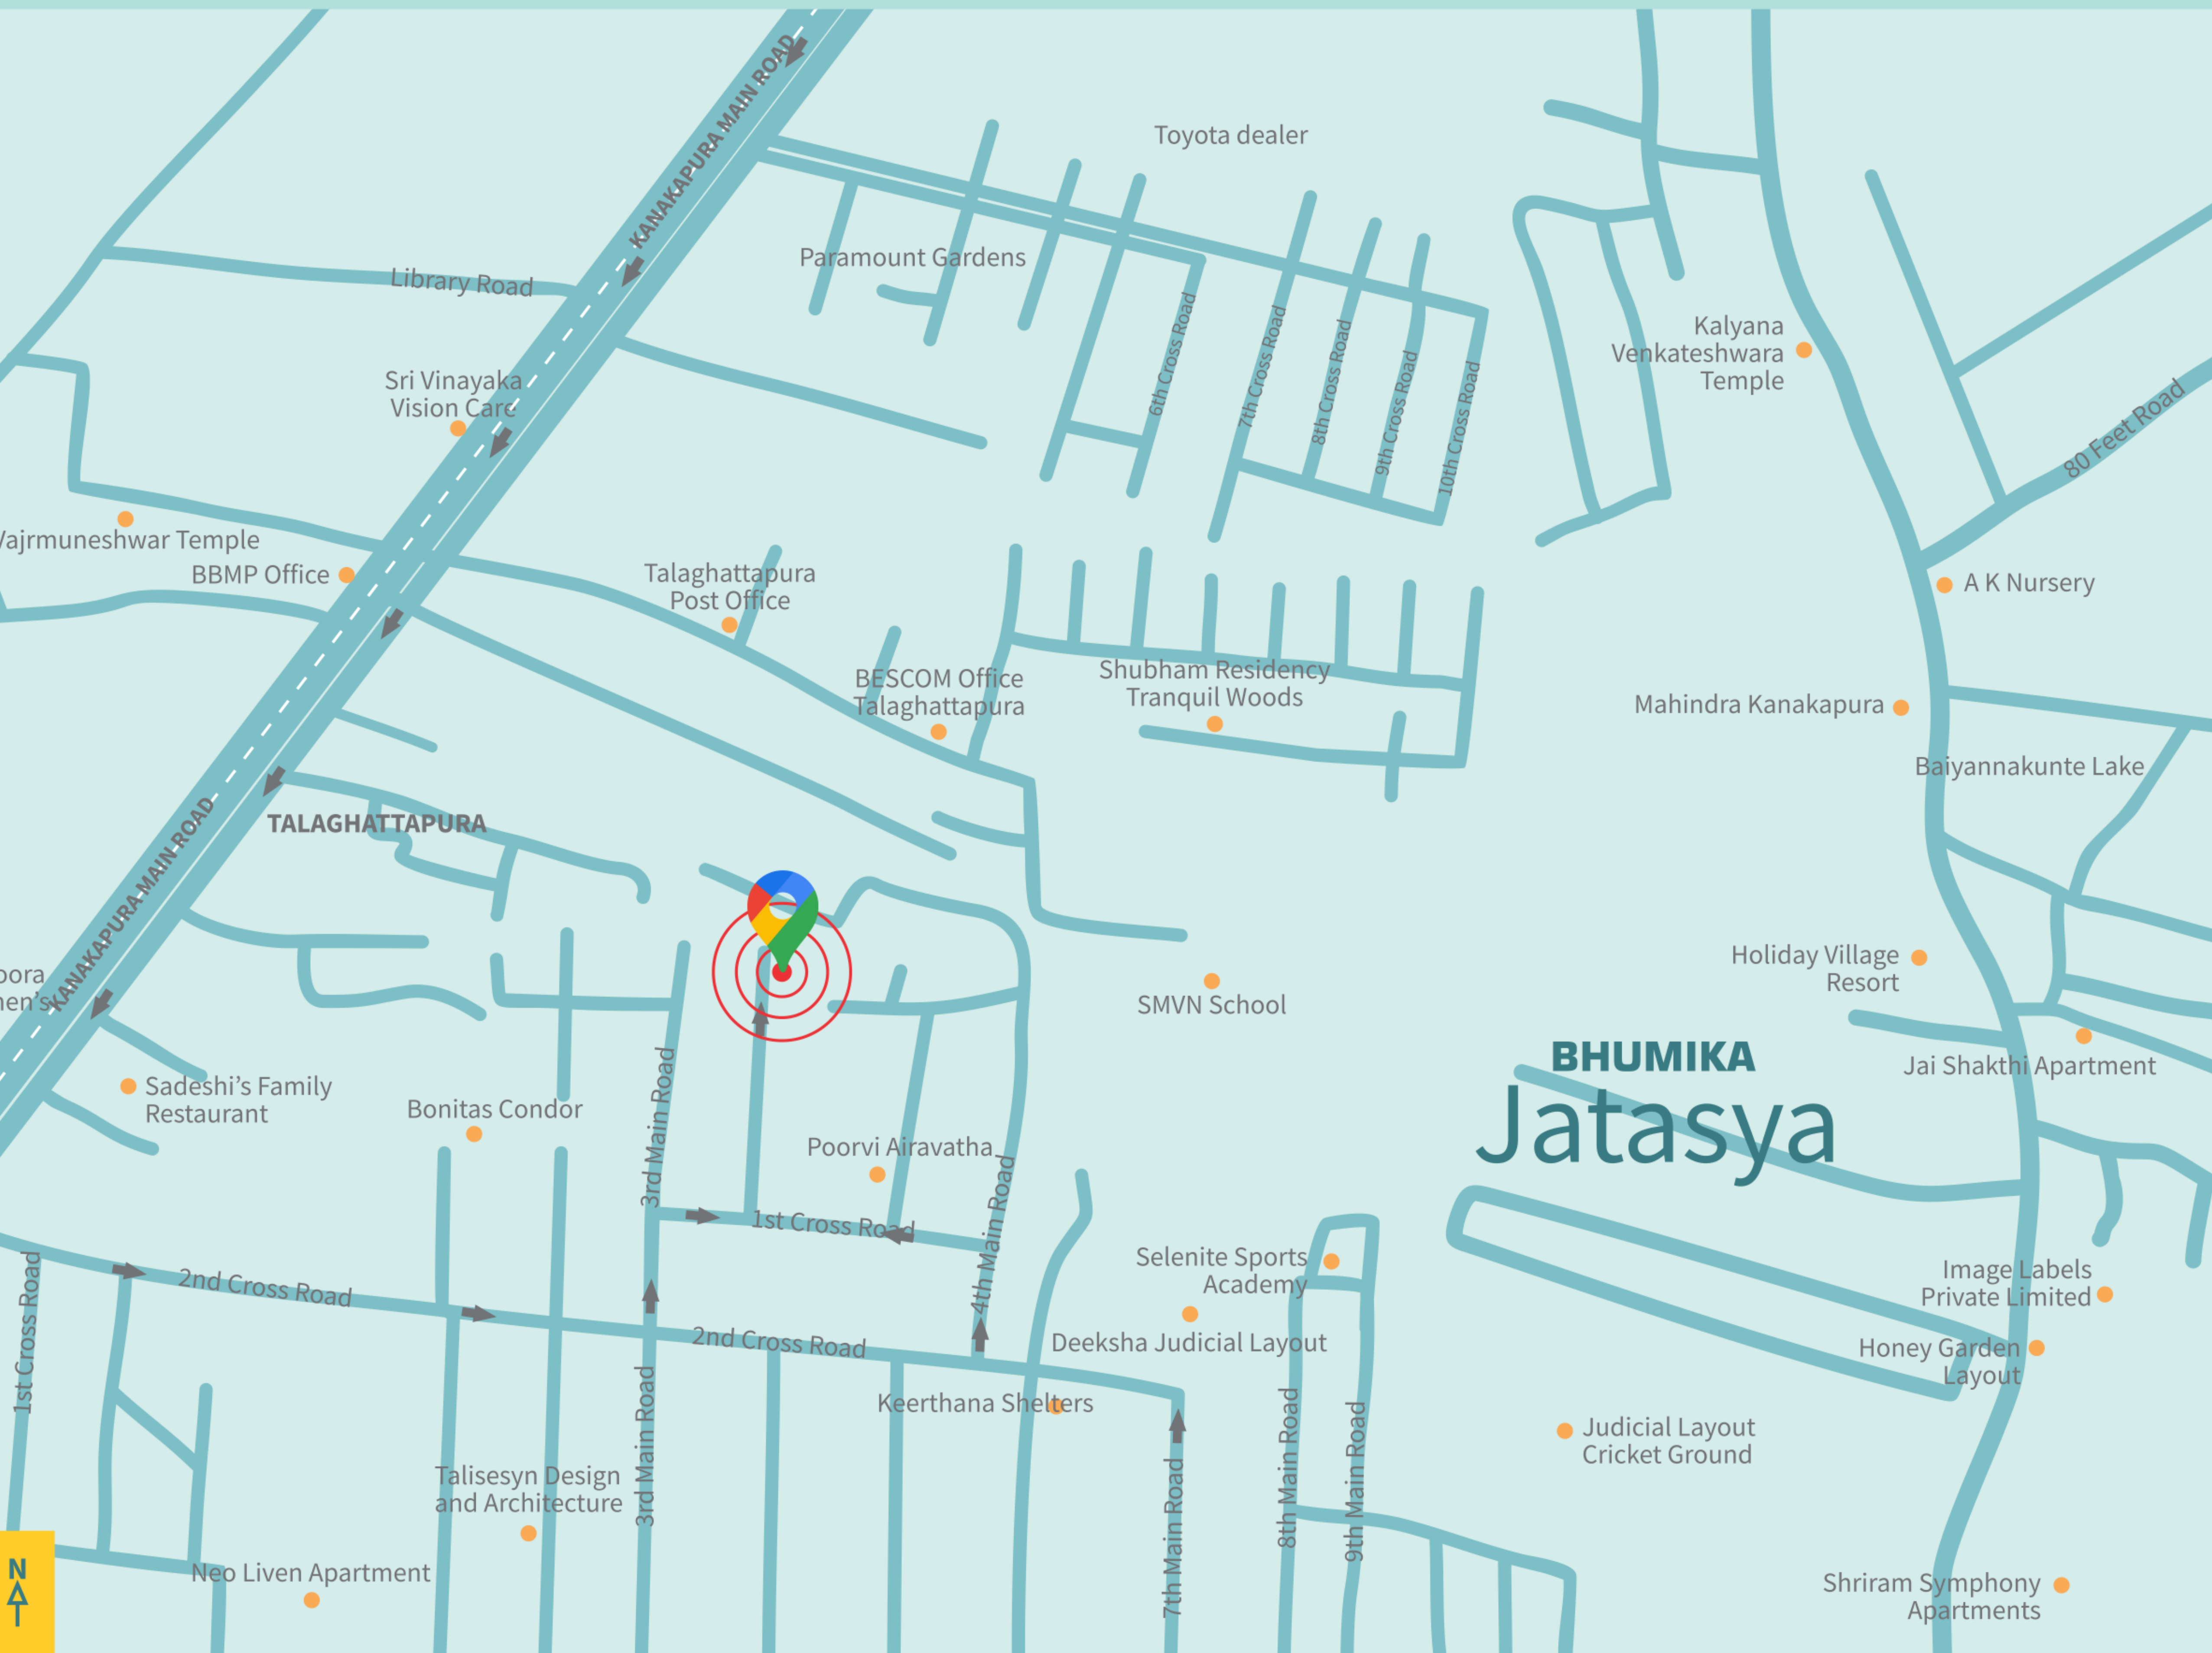 KANAKAPURA MAIN ROAD
Toyota dealer
Paramount Gardens
Library Road
6th Cross Road
7th Cross Road
8th Cross Road
9th Cross Road
10th Cross Road
Kalyana
Venkateshwara
Temple
80 Feet Road
Sri Vinayaka
Vision Care
Vajrmuneshwar Temple
BBMP Office
Talaghattapura
Post Office
A K Nursery
BESCOM Office
Talaghattapura
Shubham Residency
Tranquil Woods
Mahindra Kanakapura
Baiyannakunte Lake
TALAGHATTAPURA
KANAKAPURA MAIN ROAD
oora
nen's
SMVN School
Holiday Village
Resort
BHUMIKA
Jatasya
Jai Shakthi Apartment
Sadeshi’s Family
Restaurant
Bonitas Condor
3rd Main Road
Poorvi Airavatha
1st Cross Road
4th Main Road
Selenite Sports
Academy
Deeksha Judicial Layout
Image Labels
Private Limited
Honey Garden
Layout
1st Cross Road
2nd Cross Road
2nd Cross Road
3rd Main Road
Keerthana Shelters
8th Main Road
9th Main Road
7th Main Road
Judicial Layout
Cricket Ground
Talisesyn Design
and Architecture
Neo Liven Apartment
N
Shriram Symphony
Apartments